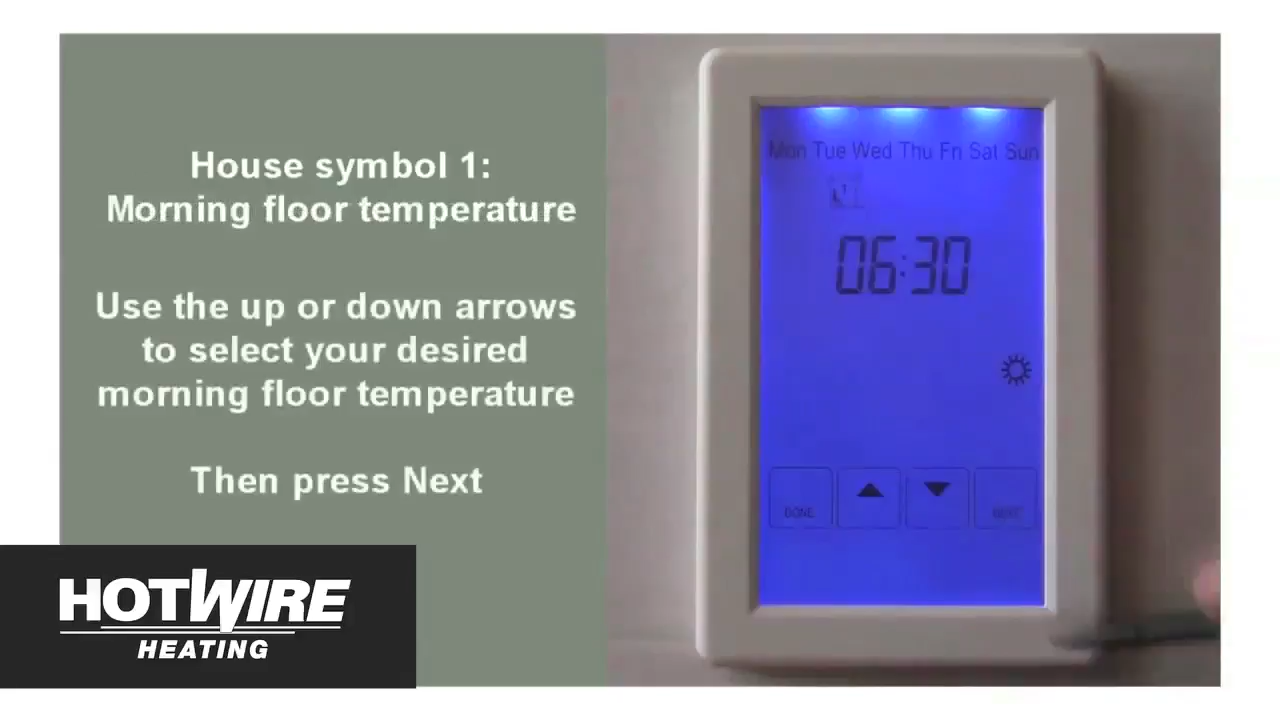 House symbol 1:
Morning floor temperature
Use the up or down arrows
to select your desired
morning floor temperature
Then press Next
HOTWIRE
HEATING
Mon Tue Wed Thu Fri Sat Sun
06:30
DONE
NEXT